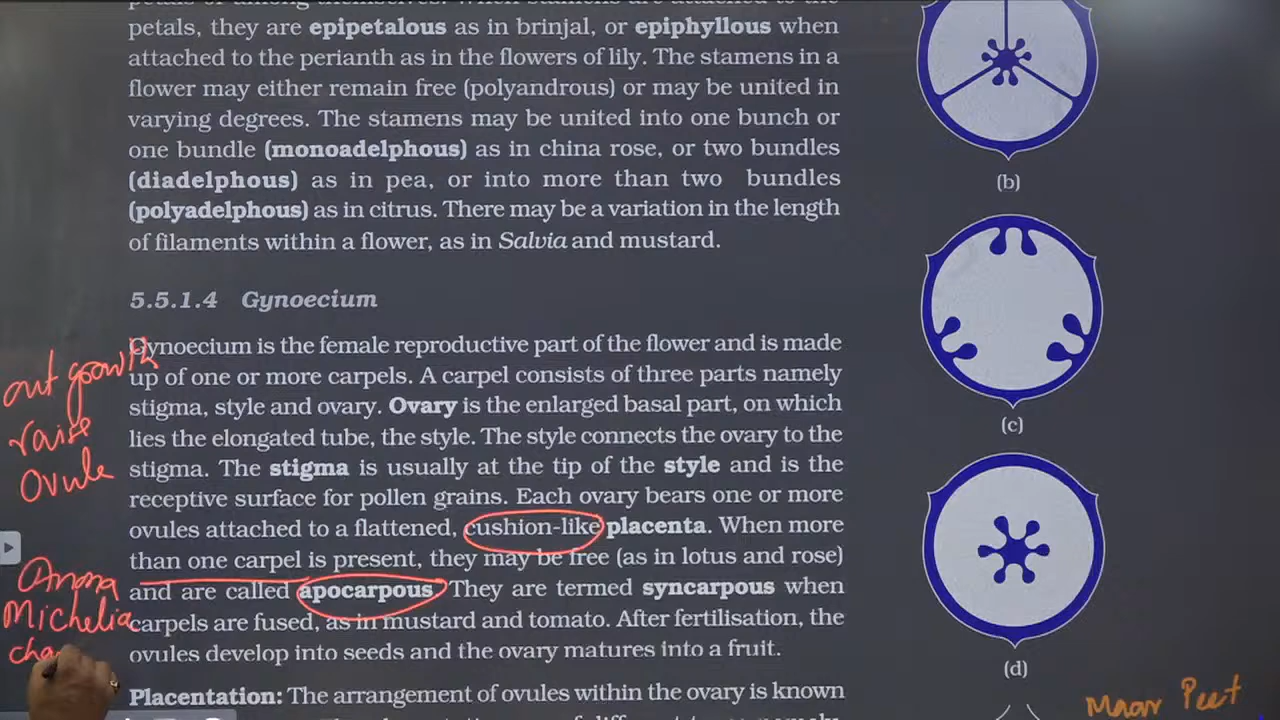 petals, they are epipetalous as in brinjal, or epiphyllous when
attached to the perianth as in the flowers of lily. The stamens in a
flower may either remain free (polyandrous) or may be united in
varying degrees. The stamens may be united into one bunch or
one bundle (monoadelphous) as in china rose, or two bundles
(diadelphous) as in pea, or into more than two bundles
(polyadelphous) as in citrus. There may be a variation in the length
of filaments within a flower, as in Salvia and mustard.
5.5.1.4 Gynoecium
Gynoecium is the female reproductive part of the flower and is made
up of one or more carpels. A carpel consists of three parts namely
stigma, style and ovary. Ovary is the enlarged basal part, on which
lies the elongated tube, the style. The style connects the ovary to the
stigma. The stigma is usually at the tip of the style and is the
receptive surface for pollen grains. Each ovary bears one or more
ovules attached to a flattened, cushion-like placenta. When more
than one carpel is present, they may be free (as in lotus and rose)
and are called apocarpous. They are termed syncarpous when
carpels are fused, as in mustard and tomato. After fertilisation, the
ovules develop into seeds and the ovary matures into a fruit.
Placentation: The arrangement of ovules within the ovary is known
out growth
raise
Ovule
Michelia
(b)
(c)
(d)